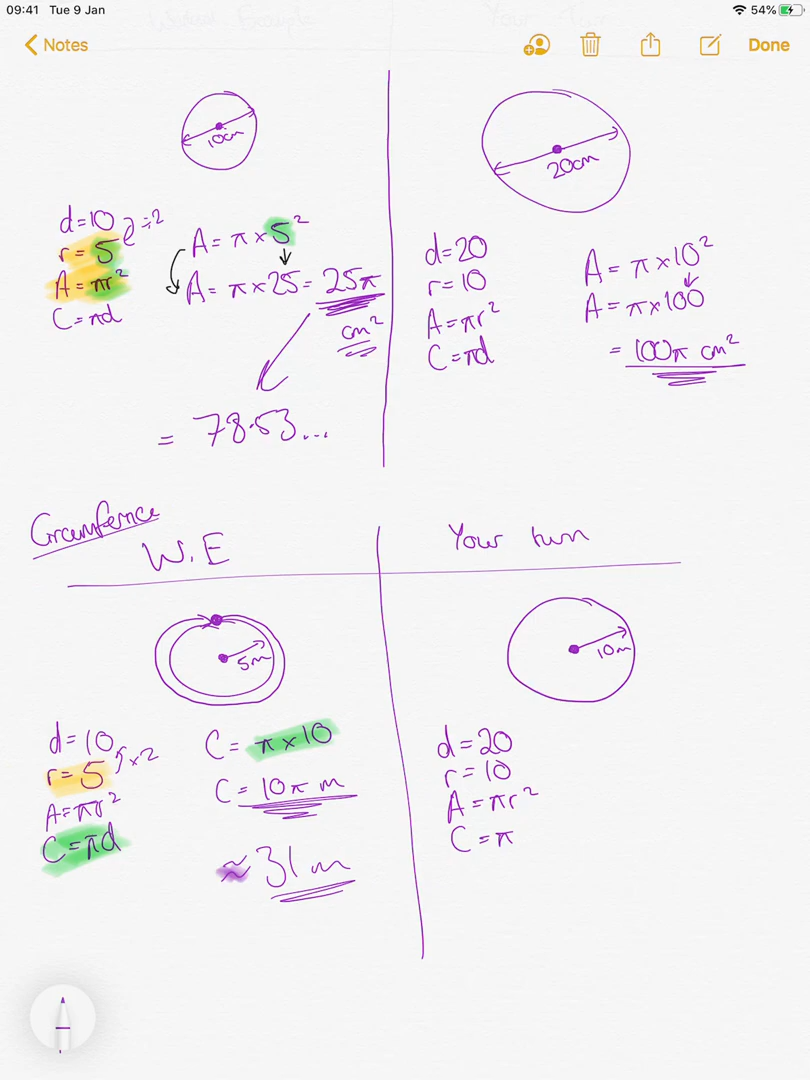 09:41 Tue 9 Jan
54%
Notes
Done
10cm
d=10
÷2
r=5
A=πr²
C=πd
A=π×5²
A=π×25=25π
cm²
=78.53...
20cm
d=20
r=10
A=πr²
C=πd
A=π×10²
A=π×100
=100π cm²
Circumfernce
W.E
Your turn
5m
d=10
×2
r=5
A=πr²
C=πd
C=π×10
C=10π m
≈31m
10m
d=20
r=10
A=πr²
C=π